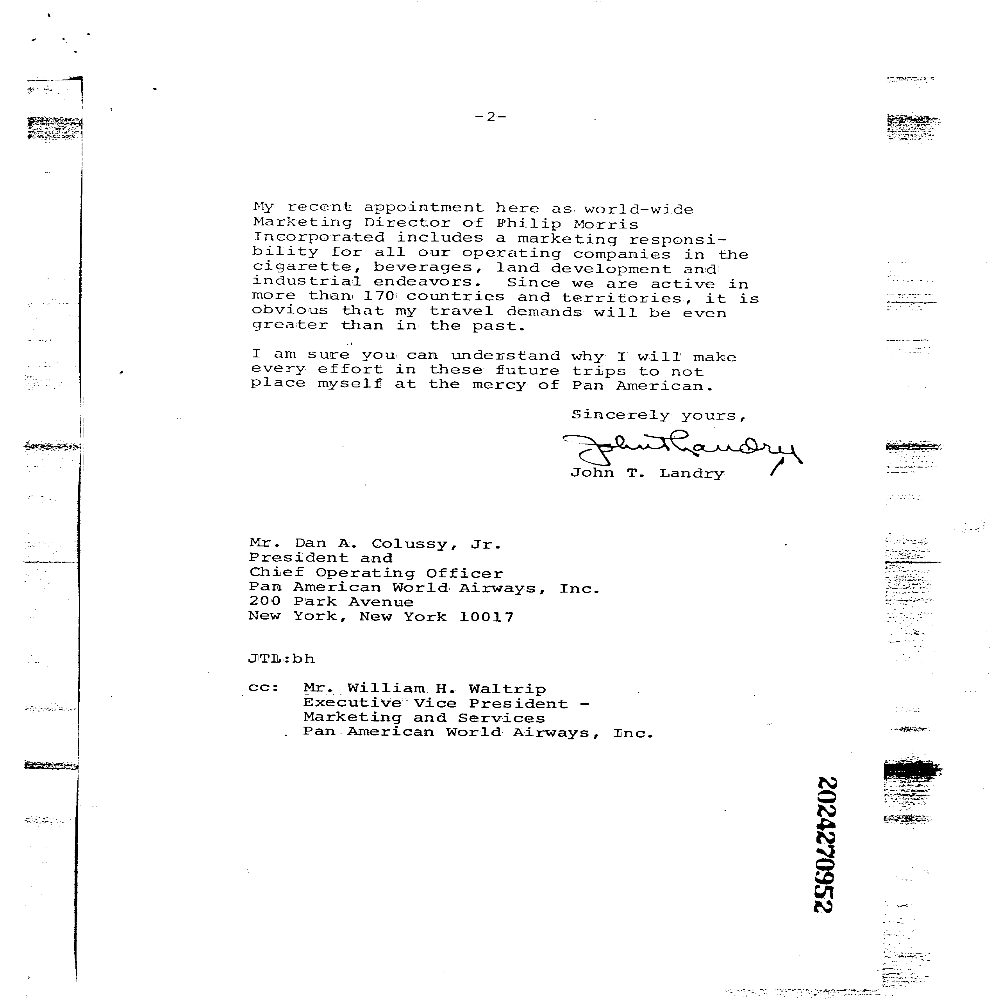 -2-
My recent appointment here as world-wide
Marketing Director of Philip Morris
Incorporated includes a marketing responsi-
bility for all our operating companies in the
cigarette, beverages, land development and
industrial endeavors. Since we are active in
more than 170 countries and territories, it is
obvious that my travel demands will be even
greater than in the past.
I am sure you can understand why I will make
every effort in these future trips to not
place myself at the mercy of Pan American.
Sincerely yours,
John T Landry
John T. Landry
Mr. Dan A. Colussy, Jr.
President and
Chief Operating Officer
Pan American World Airways, Inc.
200 Park Avenue
New York, New York 10017
JTL:bh
cc: Mr. William H. Waltrip
Executive Vice President -
Marketing and Services
Pan American World Airways, Inc.
2024270952